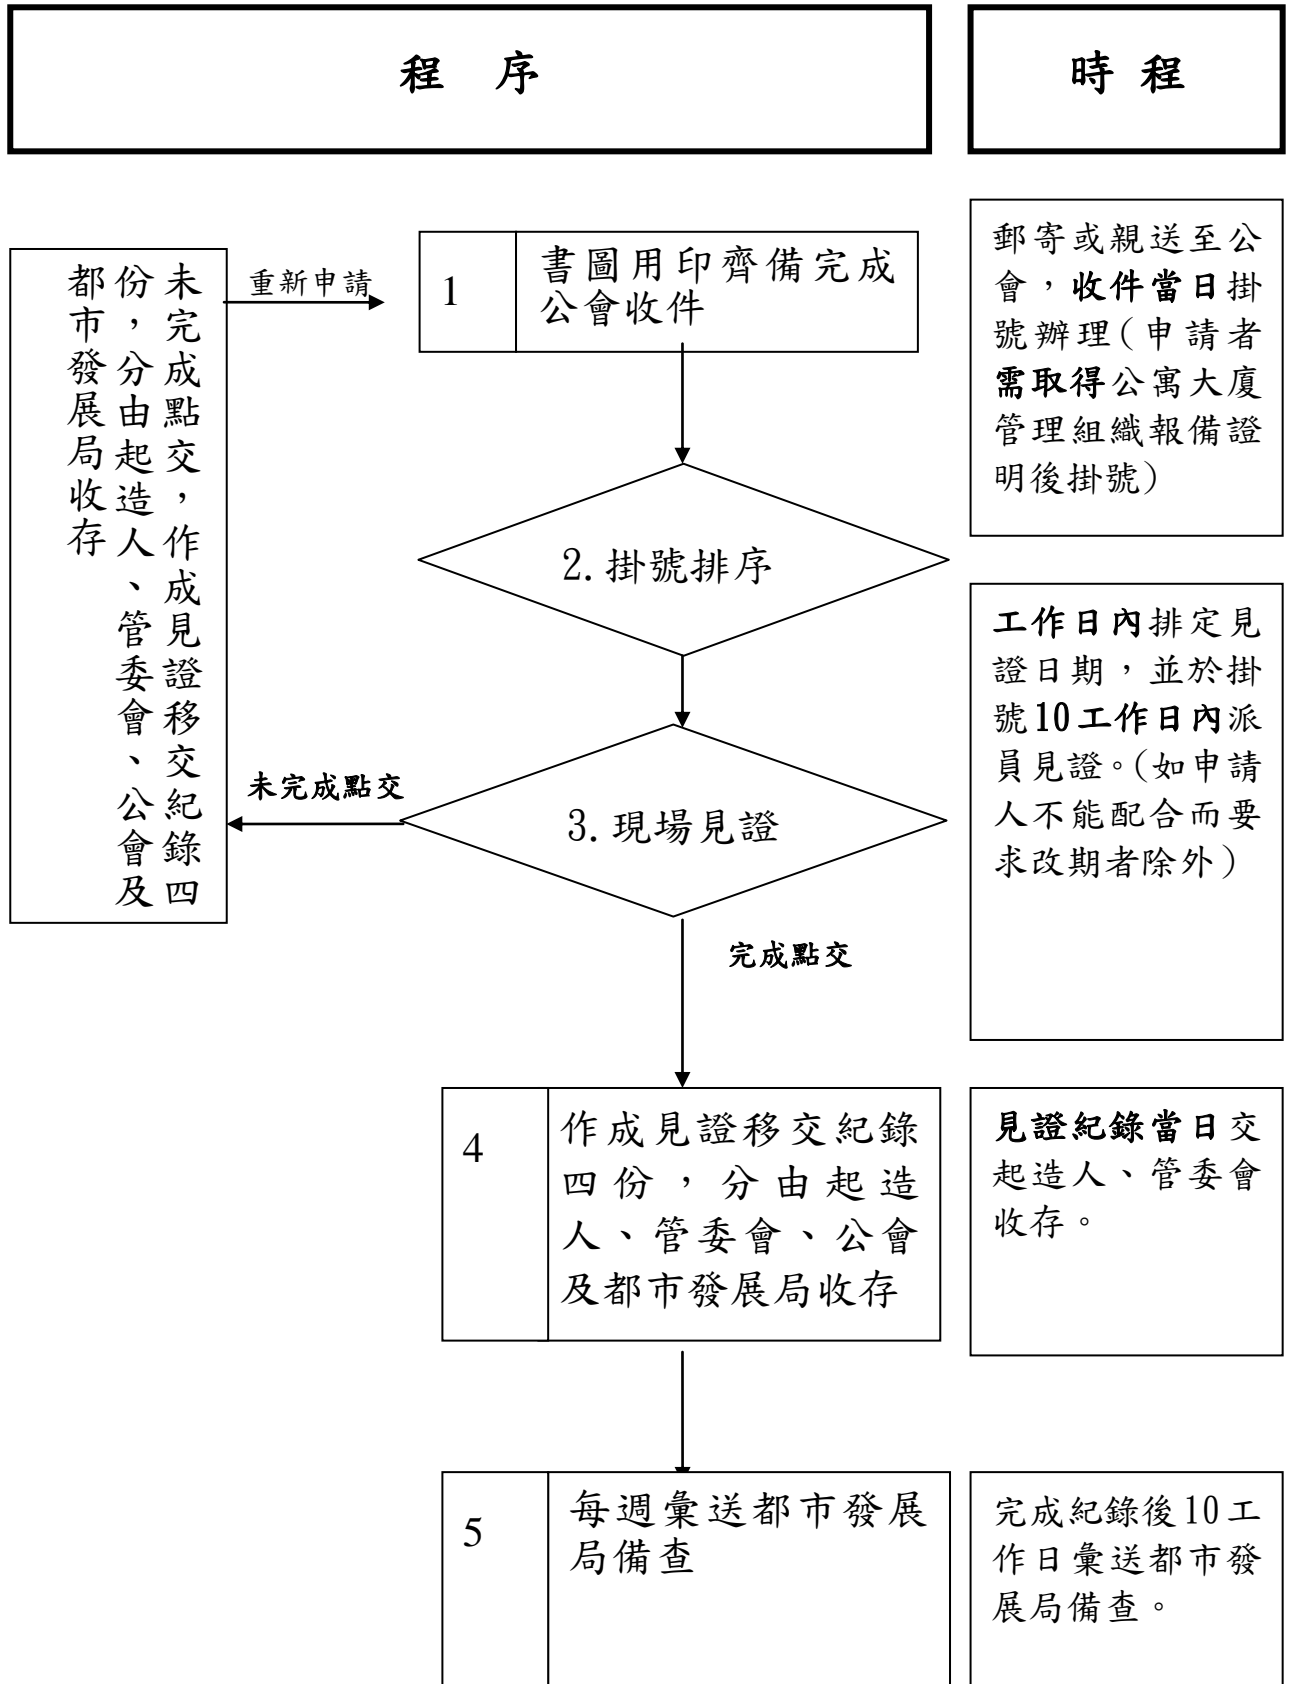 程 序
時 程
未完成點交,作成見證移交紀錄四
份,分由起造人、管委會、公會及
都市發展局收存
重新申請
1
書圖用印齊備完成
公會收件
郵寄或親送至公
會,收件當日掛
號辦理(申請者
需取得公寓大廈
管理組織報備證
明後掛號)
2.掛號排序
工作日內排定見
證日期,並於掛
號10工作日內派
員見證。(如申請
人不能配合而要
求改期者除外)
未完成點交
3.現場見證
完成點交
4
作成見證移交紀錄
四份,分由起造
人、管委會、公會
及都市發展局收存
見證紀錄當日交
起造人、管委會
收存。
5
每週彙送都市發展
局備查
完成紀錄後10工
作日彙送都市發
展局備查。